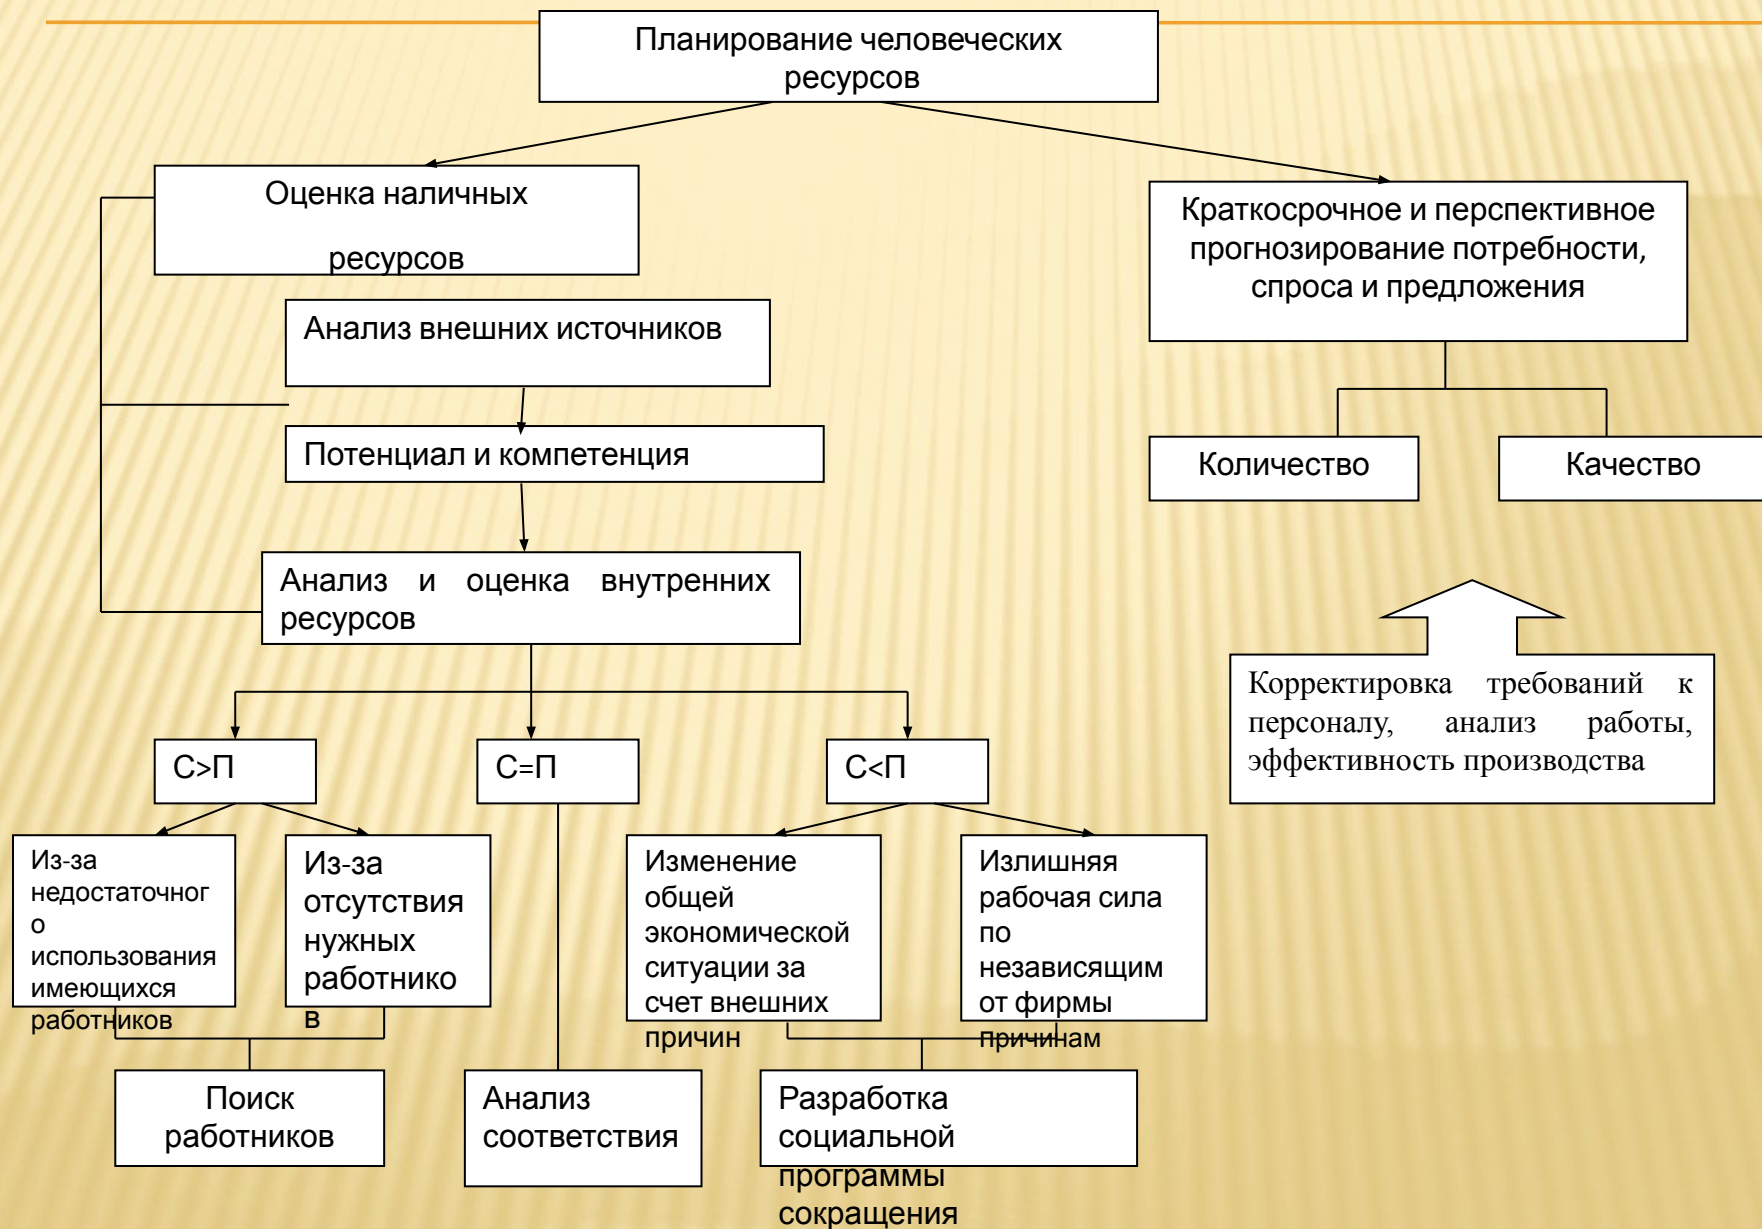 Планирование человеческих
ресурсов
Оценка наличных
ресурсов
Краткосрочное и перспективное
прогнозирование потребности,
спроса и предложения
Анализ внешних источников
Потенциал и компетенция
Количество
Качество
Анализ и оценка внутренних
ресурсов
Корректировка требований к
персоналу, анализ работы,
эффективность производства
С>П
С=П
С<П
Из-за
недостаточног
о
использования
имеющихся
работников
Из-за
отсутствия
нужных
работнико
в
Изменение
общей
экономической
ситуации за
счет внешних
причин
Излишняя
рабочая сила
по
независящим
от фирмы
причинам
Поиск
работников
Анализ
соответствия
Разработка
социальной
программы
сокращения